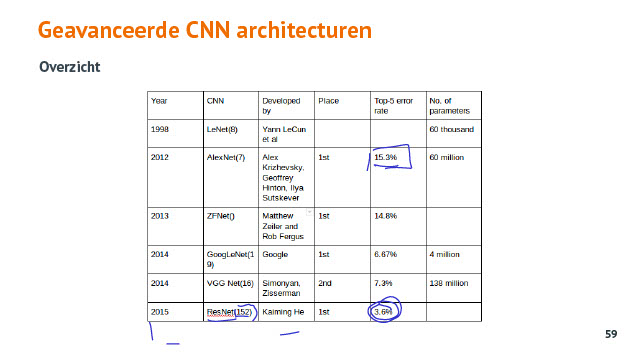 Geavanceerde CNN architecturen
Overzicht
Year CNN Developed by Place Top-5 error rate No. of parameters
1998 LeNet(8) Yann LeCun et al 60 thousand
2012 AlexNet(7) Alex Krizhevsky, Geoffrey Hinton, Ilya Sutskever 1st 15.3% 60 million
2013 ZFNet() Matthew Zeiler and Rob Fergus 1st 14.8%
2014 GoogLeNet(19) Google 1st 6.67% 4 million
2014 VGG Net(16) Simonyan, Zisserman 2nd 7.3% 138 million
2015 ResNet(152) Kaiming He 1st 3.6%
59